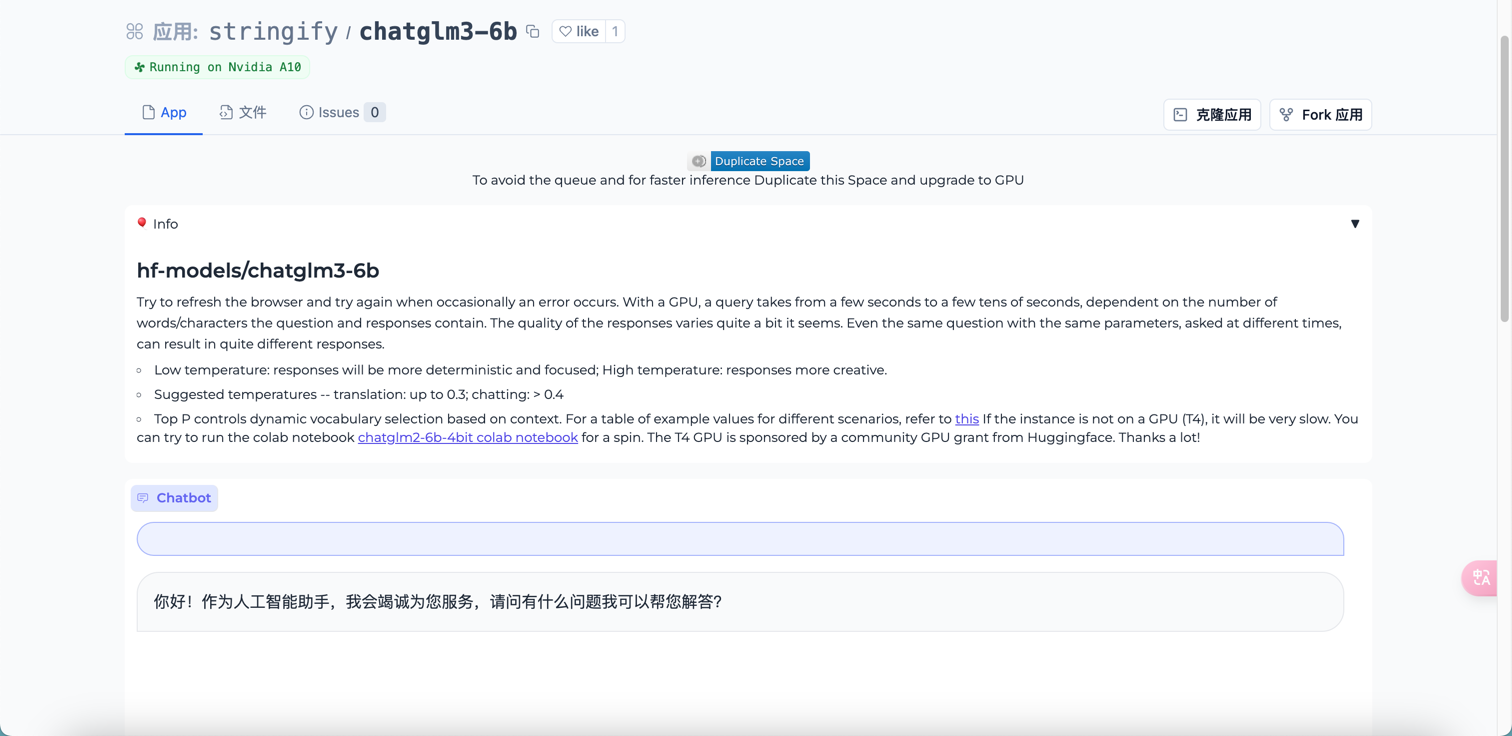 应用: stringify / chatglm3-6b like 1
Running on Nvidia A10
App 文件 Issues 0 克隆应用 Fork 应用
Duplicate Space
To avoid the queue and for faster inference Duplicate this Space and upgrade to GPU
Info ▼
hf-models/chatglm3-6b
Try to refresh the browser and try again when occasionally an error occurs. With a GPU, a query takes from a few seconds to a few tens of seconds, dependent on the number of
words/characters the question and responses contain. The quality of the responses varies quite a bit it seems. Even the same question with the same parameters, asked at different times,
can result in quite different responses.
Low temperature: responses will be more deterministic and focused; High temperature: responses more creative.
Suggested temperatures -- translation: up to 0.3; chatting: > 0.4
Top P controls dynamic vocabulary selection based on context. For a table of example values for different scenarios, refer to this If the instance is not on a GPU (T4), it will be very slow. You
can try to run the colab notebook chatglm2-6b-4bit colab notebook for a spin. The T4 GPU is sponsored by a community GPU grant from Huggingface. Thanks a lot!
Chatbot
中A
你好！作为人工智能助手，我会竭诚为您服务，请问有什么问题我可以帮您解答?